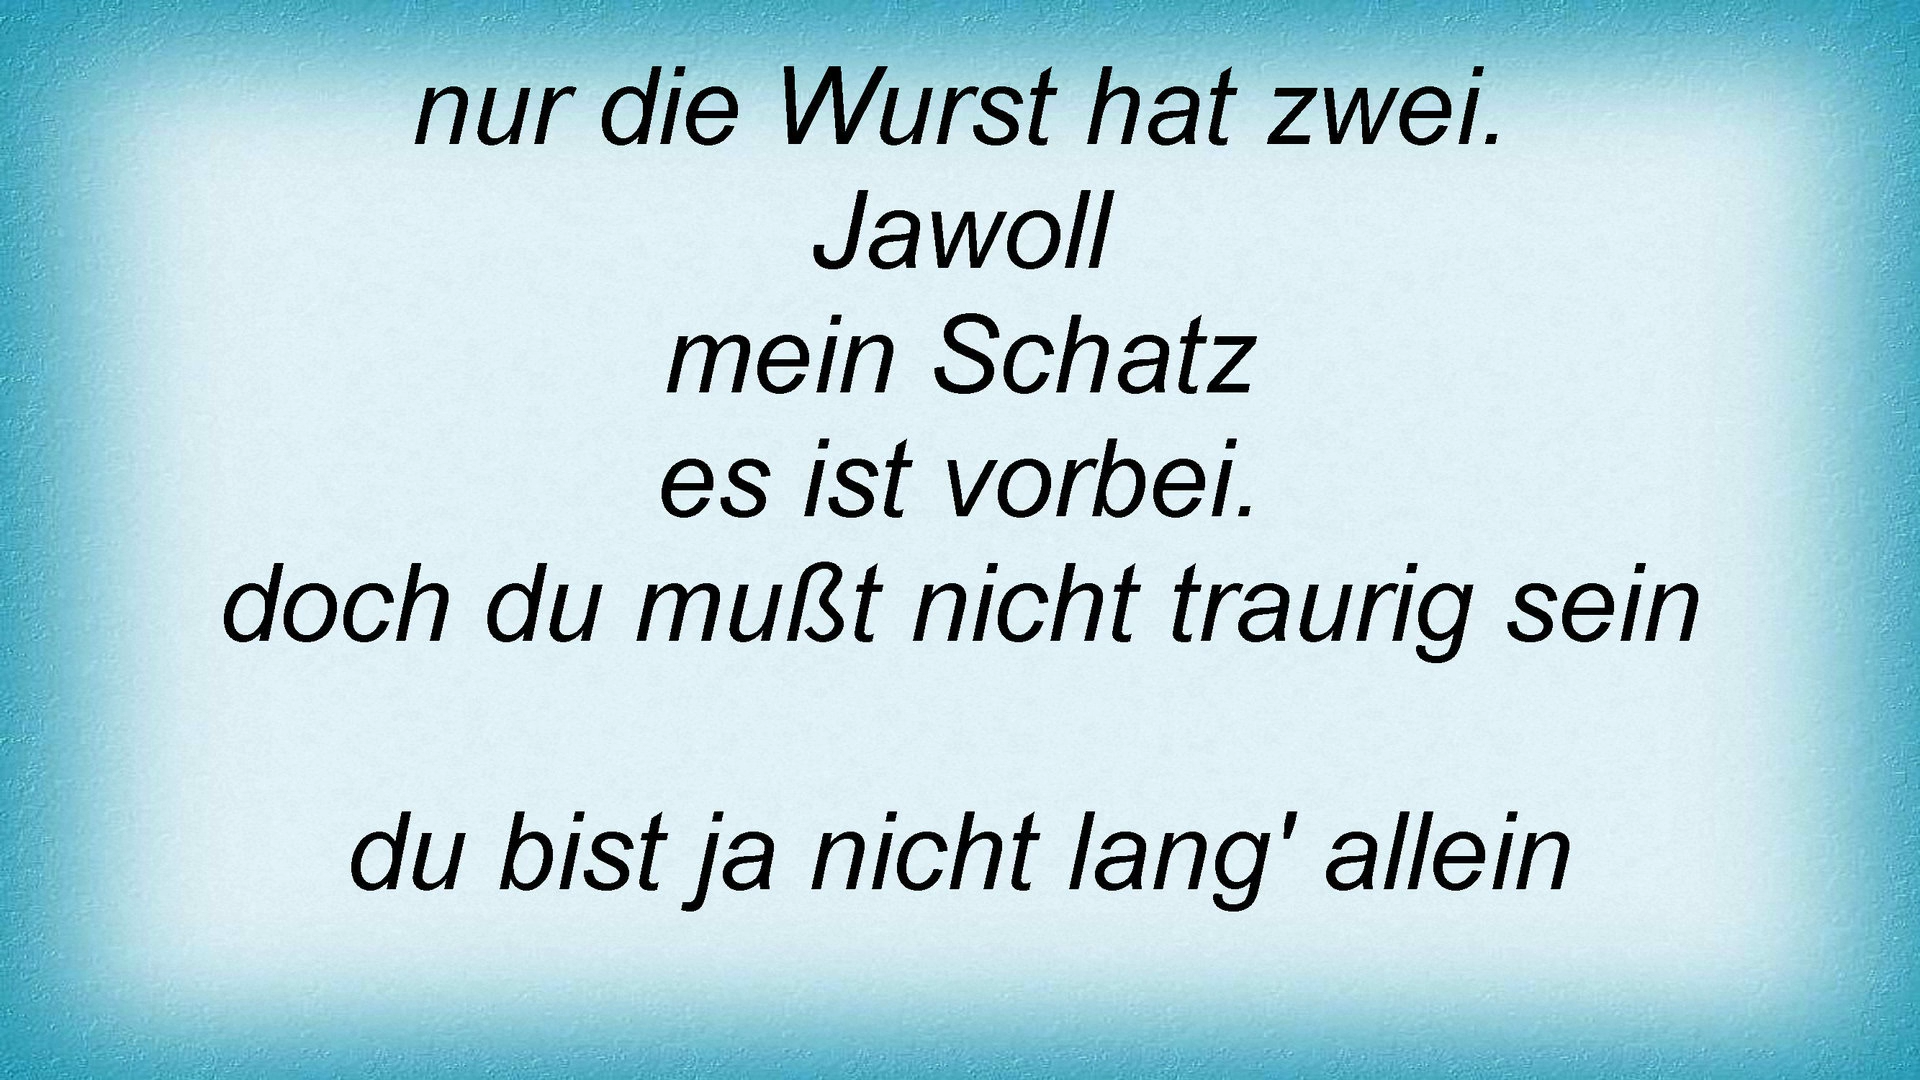 nur die Wurst hat zwei.
Jawoll
mein Schatz
es ist vorbei.
doch du mußt nicht traurig sein
du bist ja nicht lang' allein